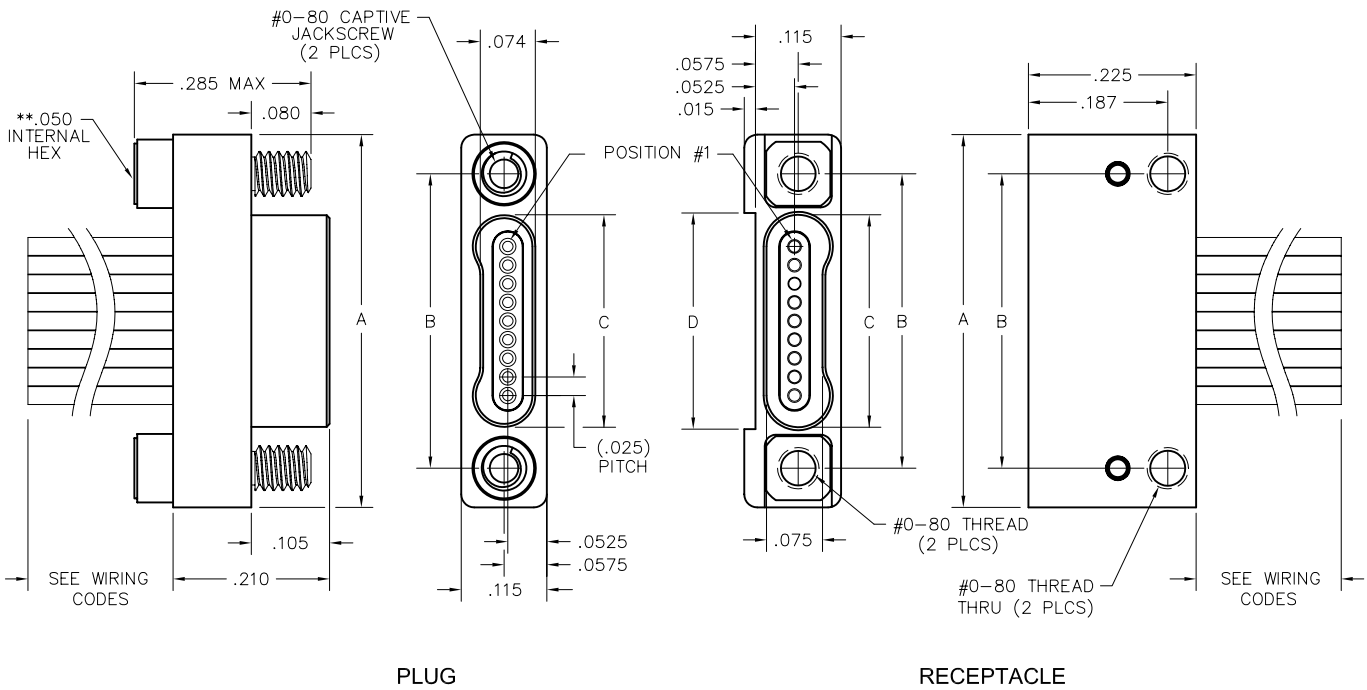 #0-80 CAPTIVE
JACKSCREW
(2 PLCS)
.285 MAX
.080
**.050
INTERNAL
HEX
A
.105
.210
SEE WIRING
CODES
.074
POSITION #1
B
C
(.025)
PITCH
.0525
.0575
.115
PLUG
.115
.0575
.0525
.015
D
C
B
#0-80 THREAD
(2 PLCS)
.075
.225
.187
A
B
#0-80 THREAD
THRU (2 PLCS)
SEE WIRING
CODES
RECEPTACLE